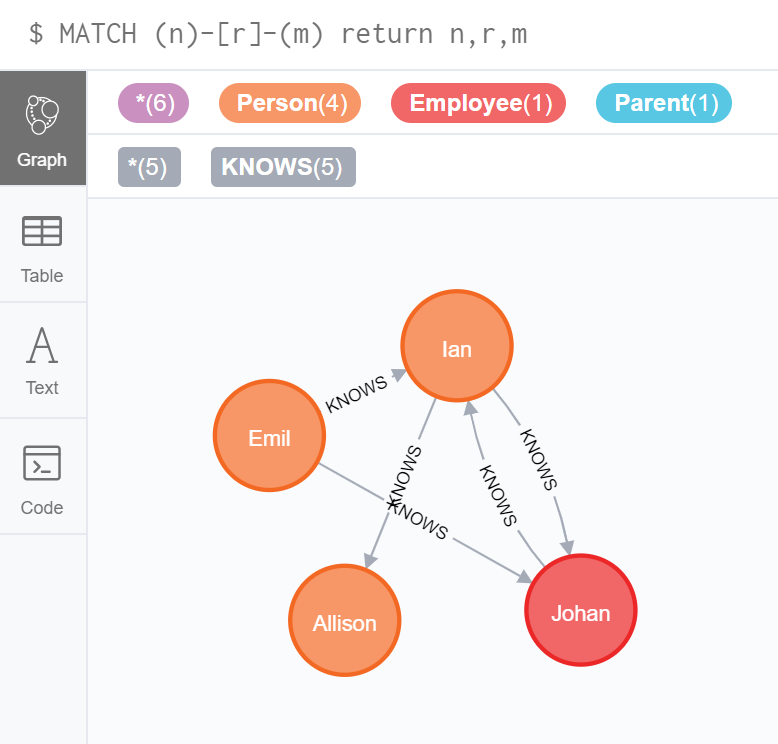 $ MATCH (n)-[r]-(m) return n,r,m
*(6) Person(4) Employee(1) Parent(1)
*(5) KNOWS(5)
Graph
Table
Text
Code
Ian
KNOWS
Emil
KNOWS
KNOWS
KNOWS
KNOWS
Allison
Johan